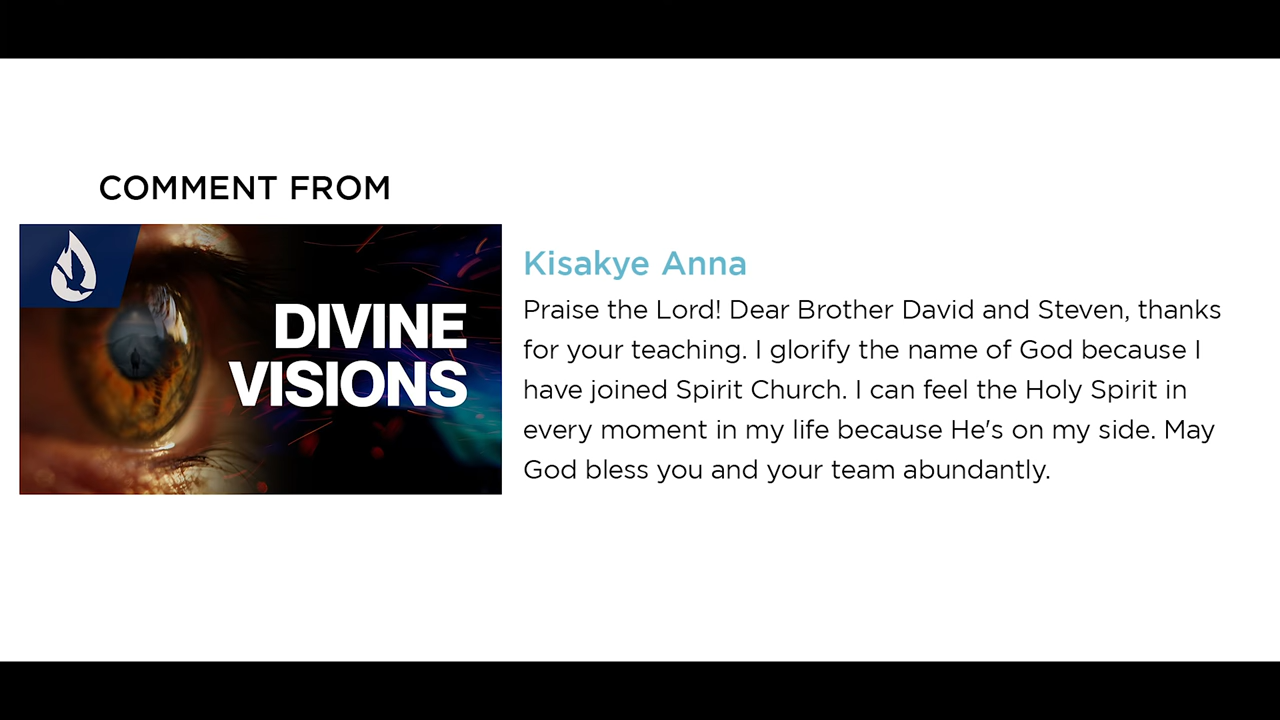 COMMENT FROM
DIVINE
VISIONS
Kisakye Anna
Praise the Lord! Dear Brother David and Steven, thanks
for your teaching. I glorify the name of God because I
have joined Spirit Church. I can feel the Holy Spirit in
every moment in my life because He's on my side. May
God bless you and your team abundantly.